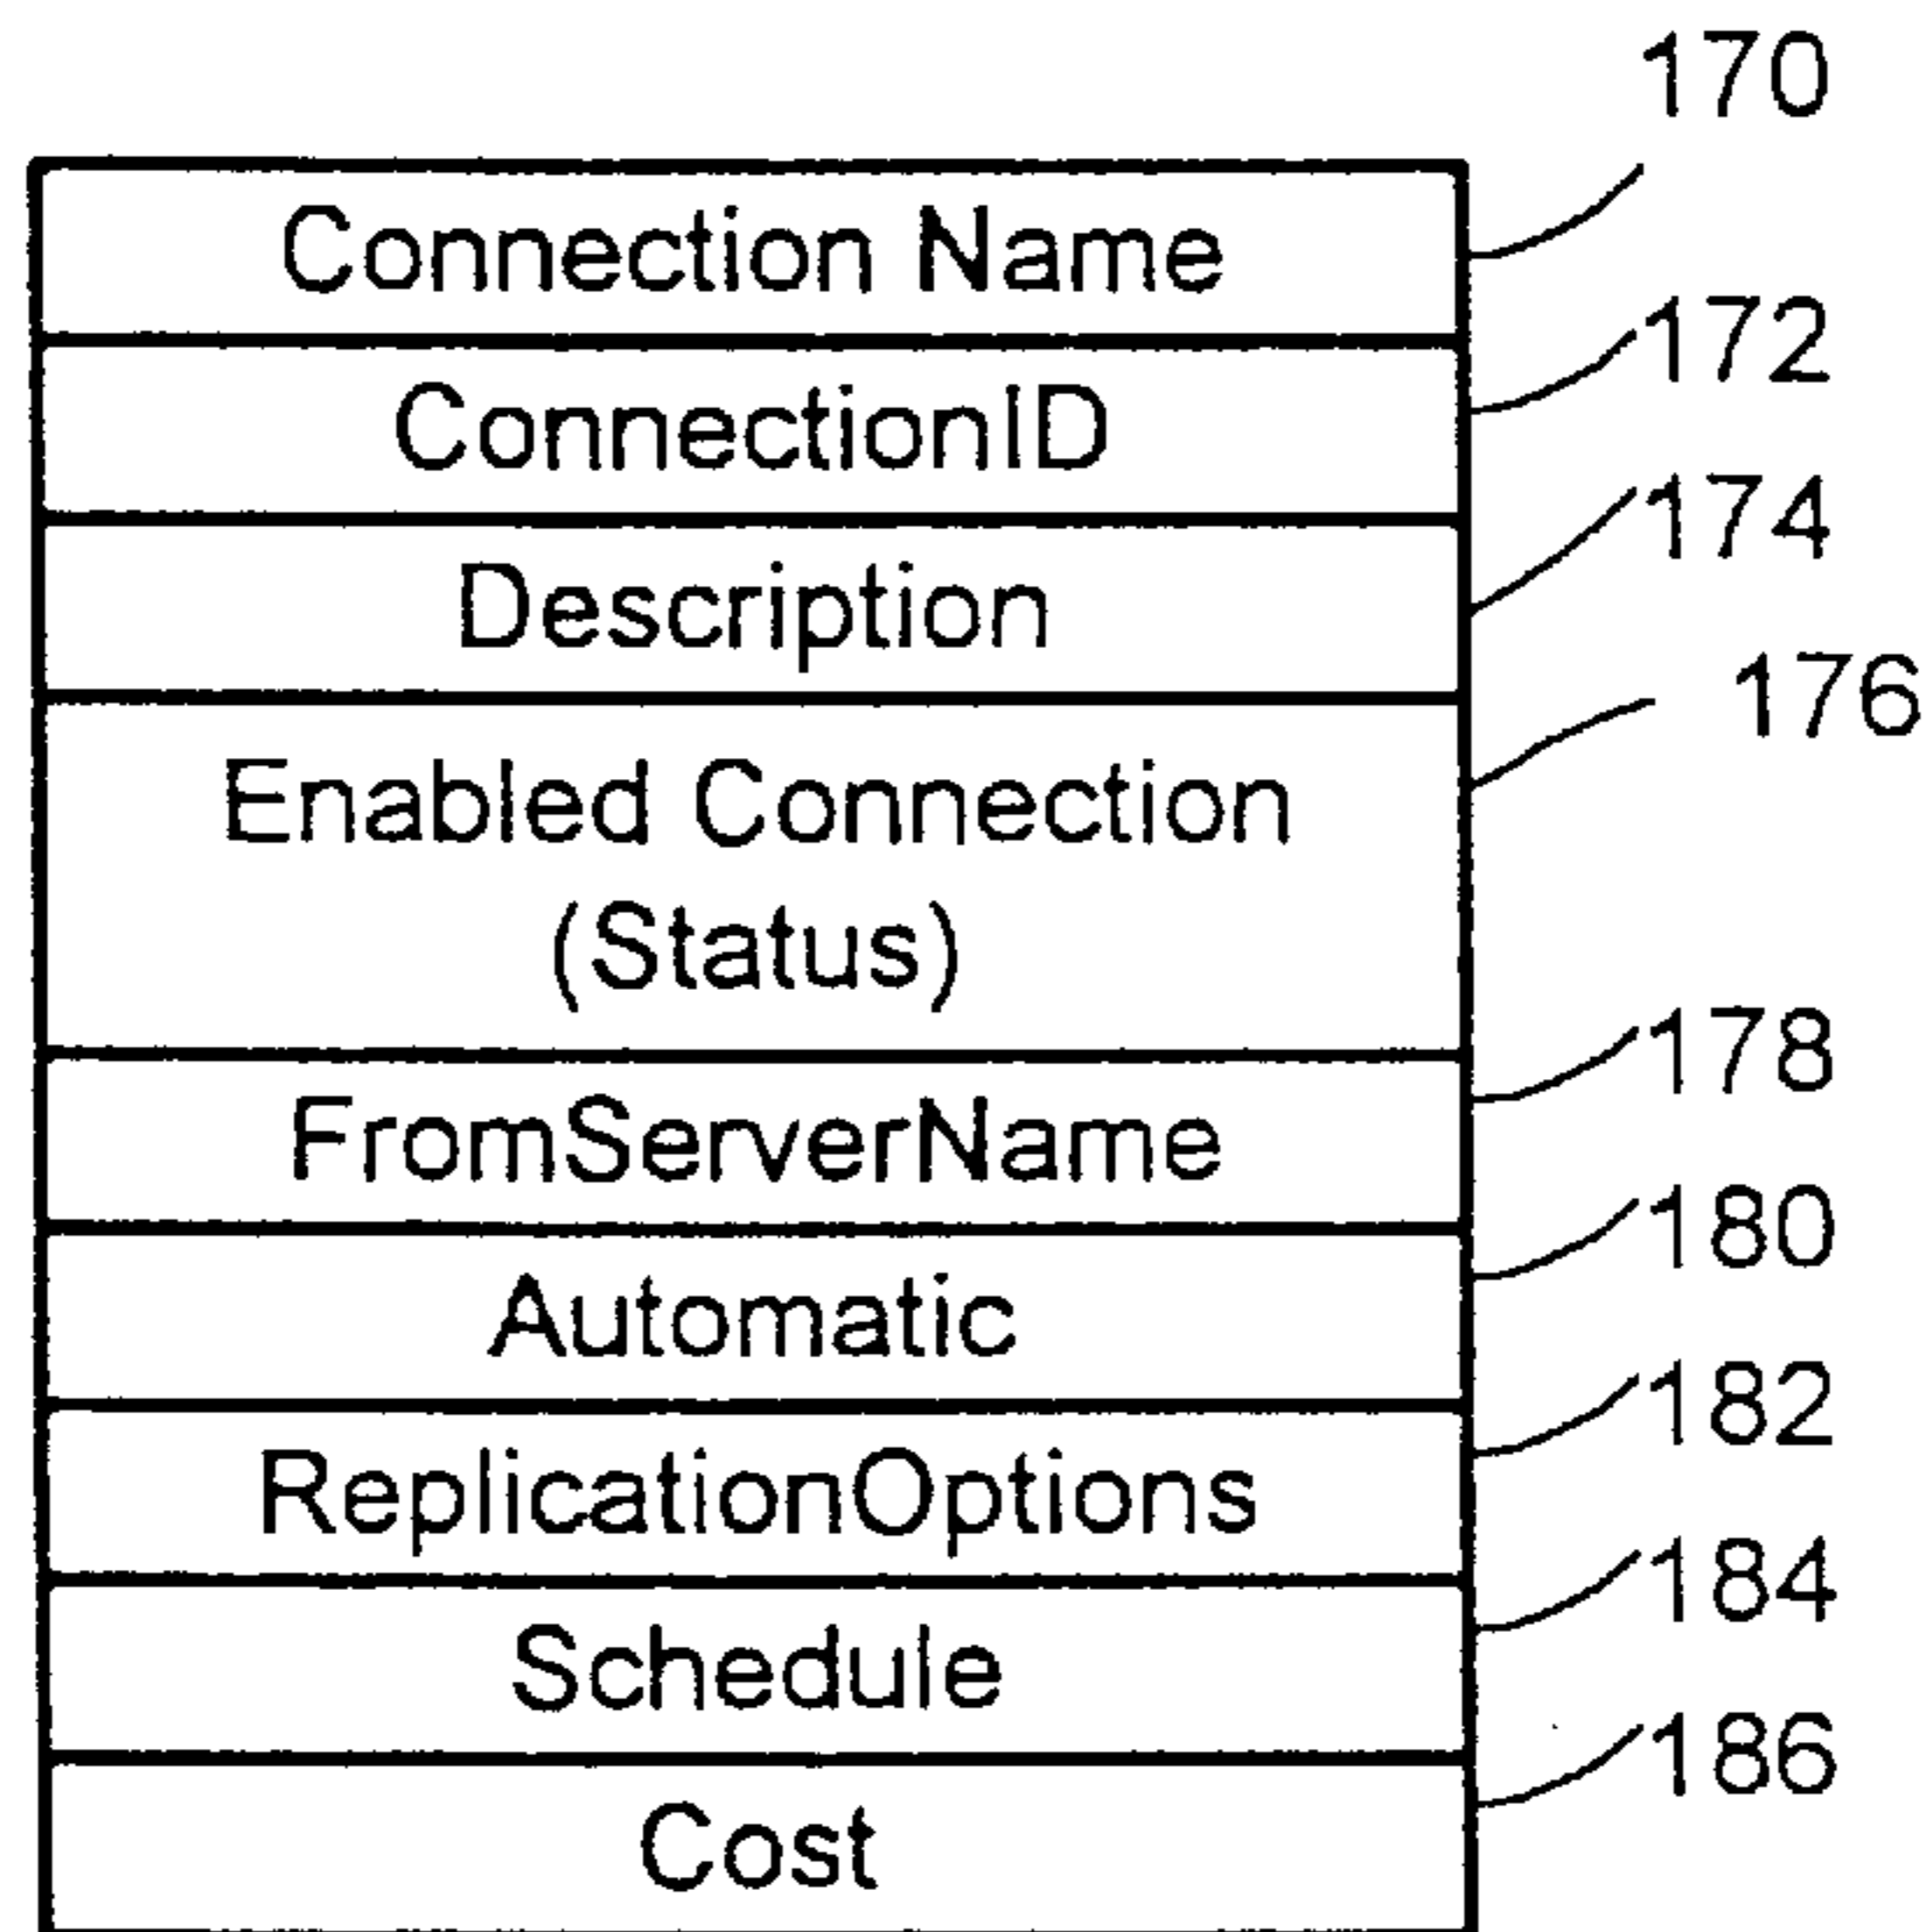 170
Connection Name
172
ConnectionID
174
Description
176
Enabled Connection
(Status)
178
FromServerName
180
Automatic
182
ReplicationOptions
184
Schedule
186
Cost